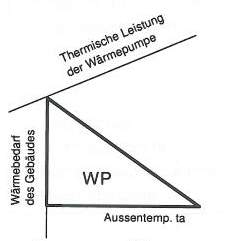 Thermische Leistung
der Wärmepumpe
Wärmebedarf
des Gebäudes
WP
Aussentemp. ta